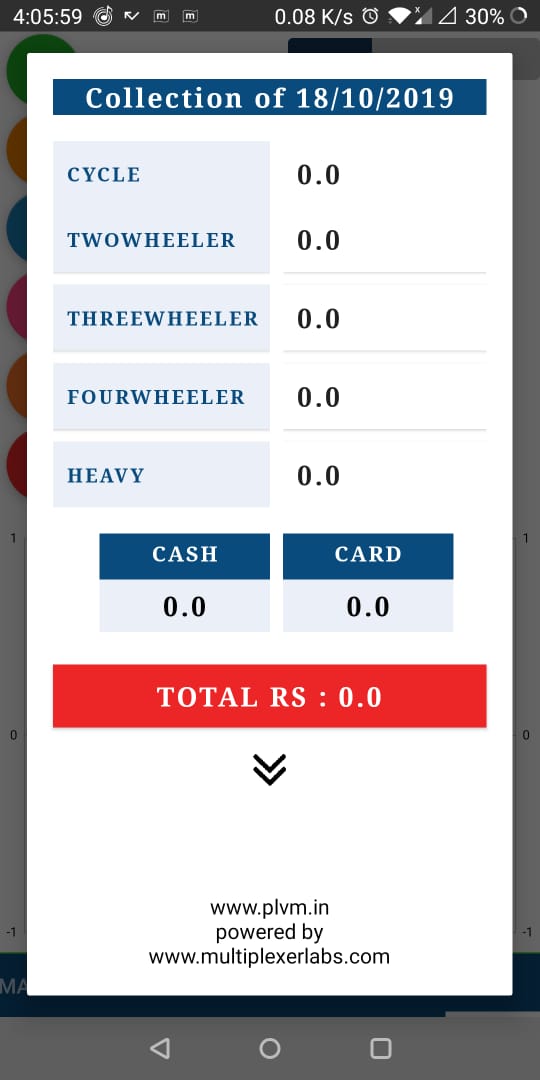 4:05:59 m m 0.08 K/s 30%
Collection of 18/10/2019
CYCLE 0.0
TWOWHEELER 0.0
THREEWHEELER 0.0
FOURWHEELER 0.0
HEAVY 0.0
CASH CARD
0.0 0.0
TOTAL RS : 0.0
1 1
0 0
-1 -1
www.plvm.in
powered by
www.multiplexerlabs.com
MA